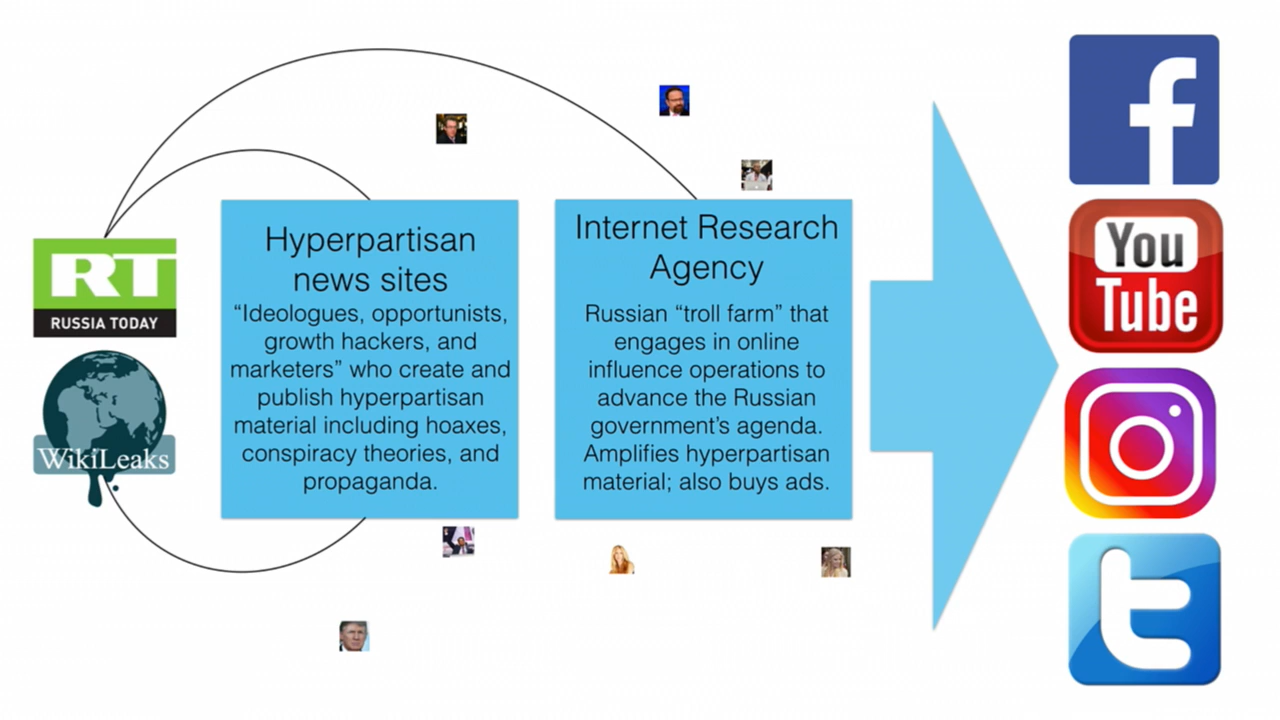 RT
RUSSIA TODAY
WikiLeaks
Hyperpartisan
news sites
“Ideologues, opportunists,
growth hackers, and
marketers” who create and
publish hyperpartisan
material including hoaxes,
conspiracy theories, and
propaganda.
Internet Research
Agency
Russian “troll farm” that
engages in online
influence operations to
advance the Russian
government’s agenda.
Amplifies hyperpartisan
material; also buys ads.
f
You
Tube
t